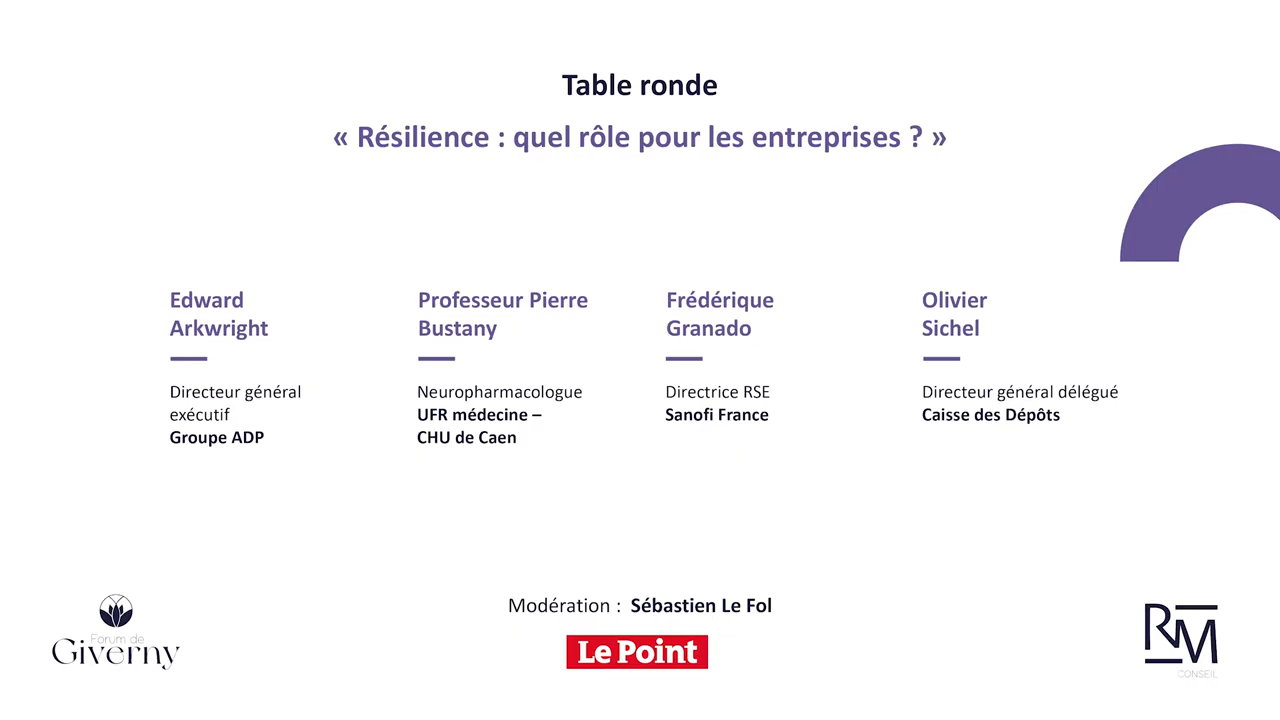 Table ronde
« Résilience : quel rôle pour les entreprises ? »
Edward
Arkwright
Directeur général
exécutif
Groupe ADP
Professeur Pierre
Bustany
Neuropharmacologue
UFR médecine –
CHU de Caen
Frédérique
Granado
Directrice RSE
Sanofi France
Olivier
Sichel
Directeur général délégué
Caisse des Dépôts
Modération : Sébastien Le Fol
Le Point
Forum de
Giverny
RM
CONSEIL